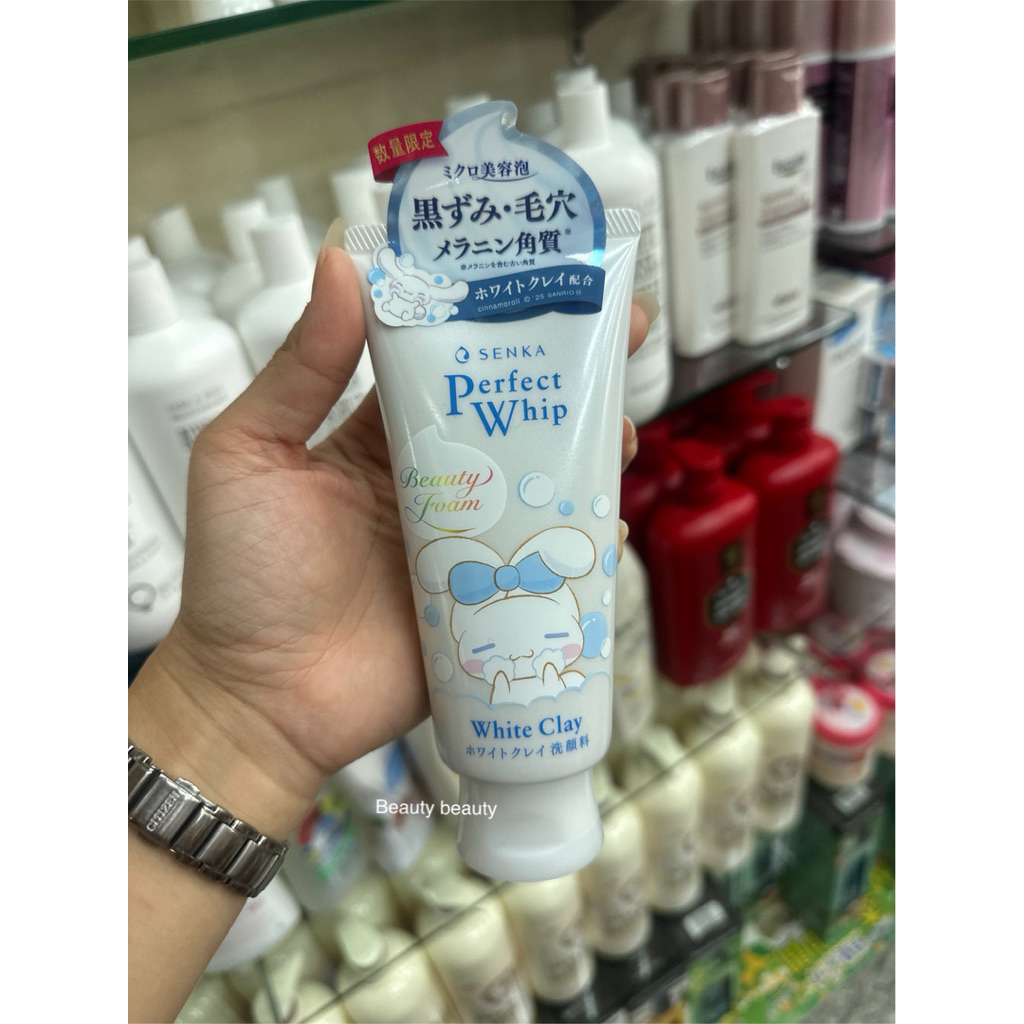 数量限定
ミクロ美容泡
黒ずみ・毛穴
メラニン角質※
※メラニンを含む古い角質
ホワイトクレイ配合
cinnamoroll © '25 SANRIO
SENKA
Perfect
Whip
Beauty
Foam
White Clay
ホワイトクレイ 洗顔料
Beauty beauty
CITIZEN